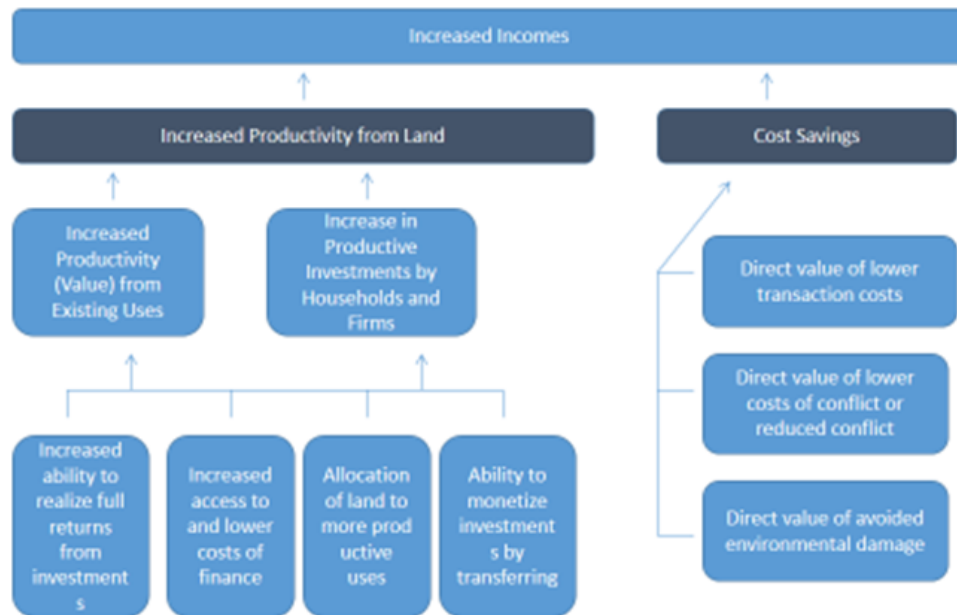 Increased Incomes
Increased Productivity from Land
Cost Savings
Increased
Productivity
(Value) from
Existing Uses
Increase in
Productive
Investments by
Households and
Firms
Direct value of lower
transaction costs
Direct value of lower
costs of conflict or
reduced conflict
Direct value of avoided
environmental damage
Increased
ability to
realize full
returns
from
investment
s
Increased
access to
and lower
costs of
finance
Allocation
of land to
more prod
uctive
uses
Ability to
monetize
investment
s by
transferring